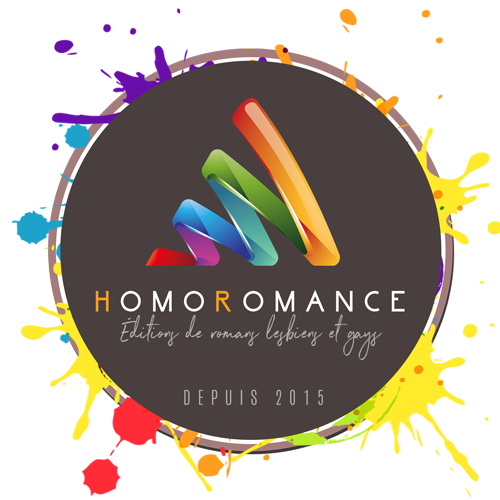 HOMOROMANCE
Éditions de romans lesbiens et gays
DEPUIS 2015